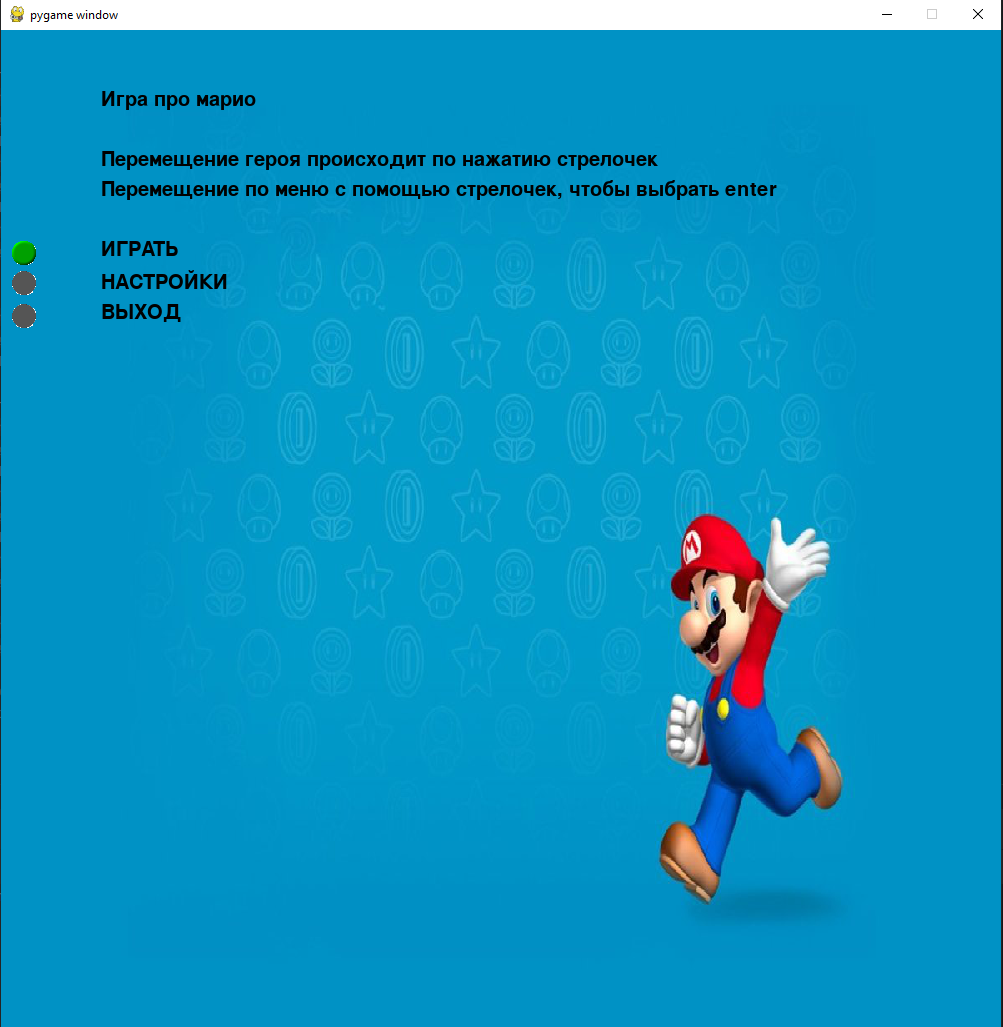 pygame window
Игра про марио
Перемещение героя происходит по нажатию стрелочек
Перемещение по меню с помощью стрелочек, чтобы выбрать enter
ИГРАТЬ
НАСТРОЙКИ
ВЫХОД
M